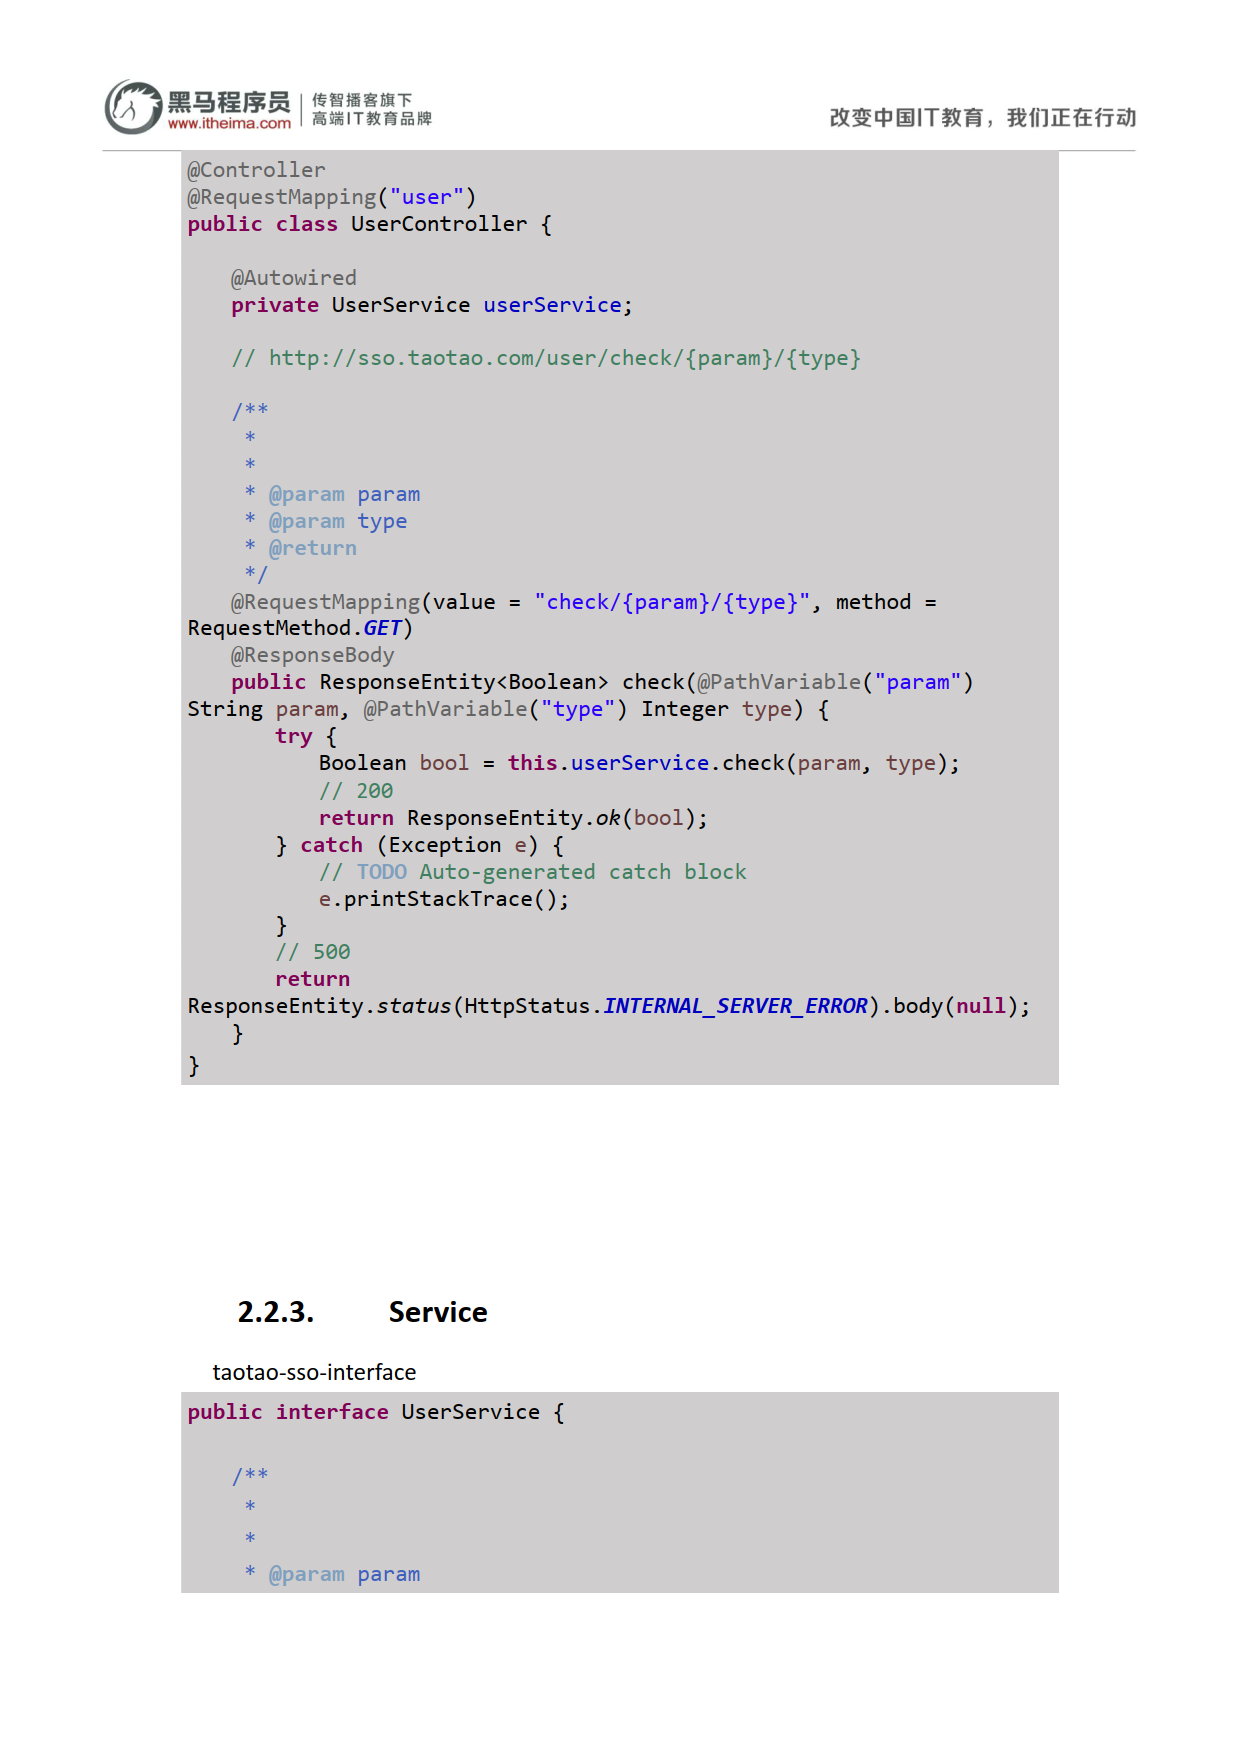 黑马程序员
www.itheima.com
传智播客旗下
高端IT教育品牌
改变中国IT教育，我们正在行动
@Controller
@RequestMapping("user")
public class UserController {
@Autowired
private UserService userService;
// http://sso.taotao.com/user/check/{param}/{type}
/**
*
*
* @param param
* @param type
* @return
*/
@RequestMapping(value = "check/{param}/{type}", method =
RequestMethod.GET)
@ResponseBody
public ResponseEntity<Boolean> check(@PathVariable("param")
String param, @PathVariable("type") Integer type) {
try {
Boolean bool = this.userService.check(param, type);
// 200
return ResponseEntity.ok(bool);
} catch (Exception e) {
// TODO Auto-generated catch block
e.printStackTrace();
}
// 500
return
ResponseEntity.status(HttpStatus.INTERNAL_SERVER_ERROR).body(null);
}
}
2.2.3. Service
taotao-sso-interface
public interface UserService {
/**
*
*
* @param param